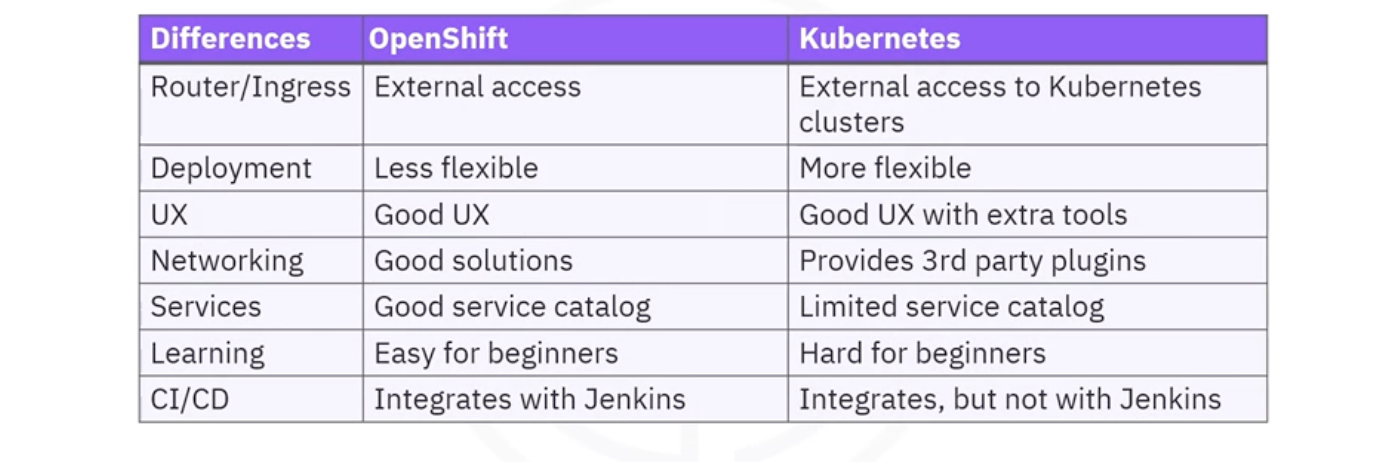 Differences OpenShift Kubernetes
Router/Ingress External access External access to Kubernetes
clusters
Deployment Less flexible More flexible
UX Good UX Good UX with extra tools
Networking Good solutions Provides 3rd party plugins
Services Good service catalog Limited service catalog
Learning Easy for beginners Hard for beginners
CI/CD Integrates with Jenkins Integrates, but not with Jenkins